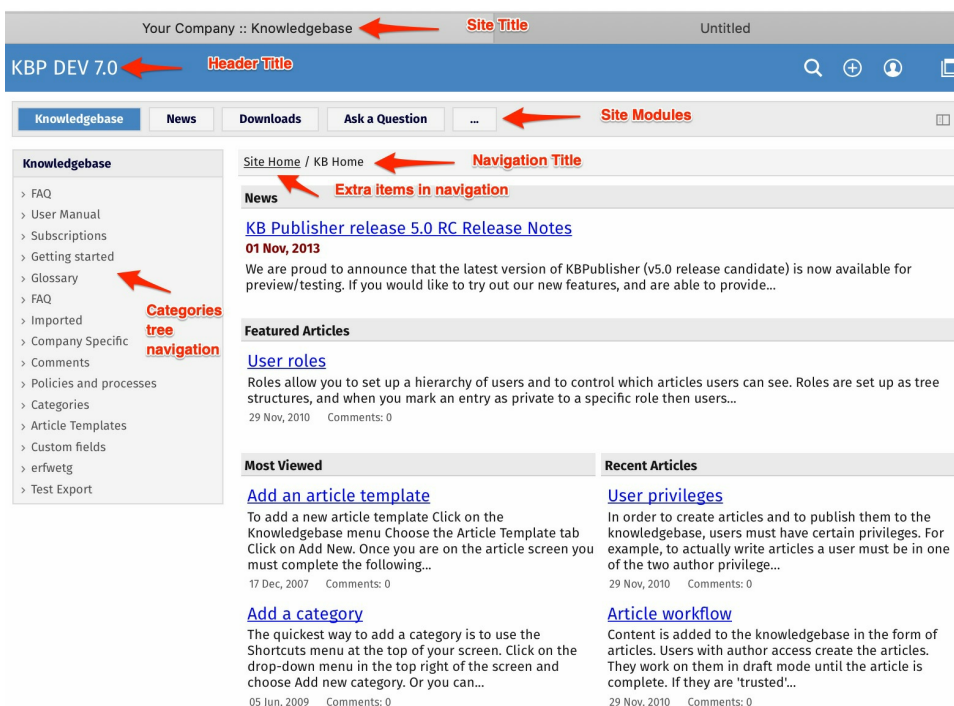 Your Company :: Knowledgebase
Site Title
Untitled
KBP DEV 7.0
Header Title
Knowledgebase
News
Downloads
Ask a Question
...
Site Modules
Knowledgebase
› FAQ
› User Manual
› Subscriptions
› Getting started
› Glossary
› FAQ
› Imported
› Company Specific
› Comments
› Policies and processes
› Categories
› Article Templates
› Custom fields
› erfwetg
› Test Export
Categories
tree
navigation
Site Home / KB Home
Navigation Title
Extra items in navigation
News
KB Publisher release 5.0 RC Release Notes
01 Nov, 2013
We are proud to announce that the latest version of KBPublisher (v5.0 release candidate) is now available for
preview/testing. If you would like to try out our new features, and are able to provide...
Featured Articles
User roles
Roles allow you to set up a hierarchy of users and to control which articles users can see. Roles are set up as tree
structures, and when you mark an entry as private to a specific role then users...
29 Nov, 2010 Comments: 0
Most Viewed
Add an article template
To add a new article template Click on the
Knowledgebase menu Choose the Article Template tab
Click on Add New. Once you are on the article screen you
must complete the following...
17 Dec, 2007 Comments: 0
Add a category
The quickest way to add a category is to use the
Shortcuts menu at the top of your screen. Click on the
drop-down menu in the top right of the screen and
choose Add new category. Or you can...
05 Jun, 2009 Comments: 0
Recent Articles
User privileges
In order to create articles and to publish them to the
knowledgebase, users must have certain privileges. For
example, to actually write articles a user must be in one
of the two author privilege...
29 Nov, 2010 Comments: 0
Article workflow
Content is added to the knowledgebase in the form of
articles. Users with author access create the articles.
They work on them in draft mode until the article is
complete. If they are 'trusted'...
29 Nov, 2010 Comments: 0